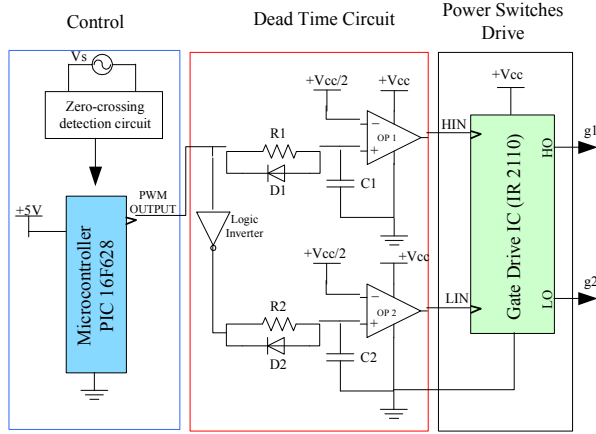 Control
Dead Time Circuit
Power Switches
Drive
Vs
Zero-crossing
detection circuit
+5V
Microcontroller
PIC 16F628
PWM
OUTPUT
Logic
Inverter
R1
D1
C1
+Vcc/2
+Vcc
−
+
OP 1
R2
D2
C2
+Vcc/2
+Vcc
−
+
OP 2
HIN
LIN
+Vcc
Gate Drive IC (IR 2110)
HO
LO
g1
g2